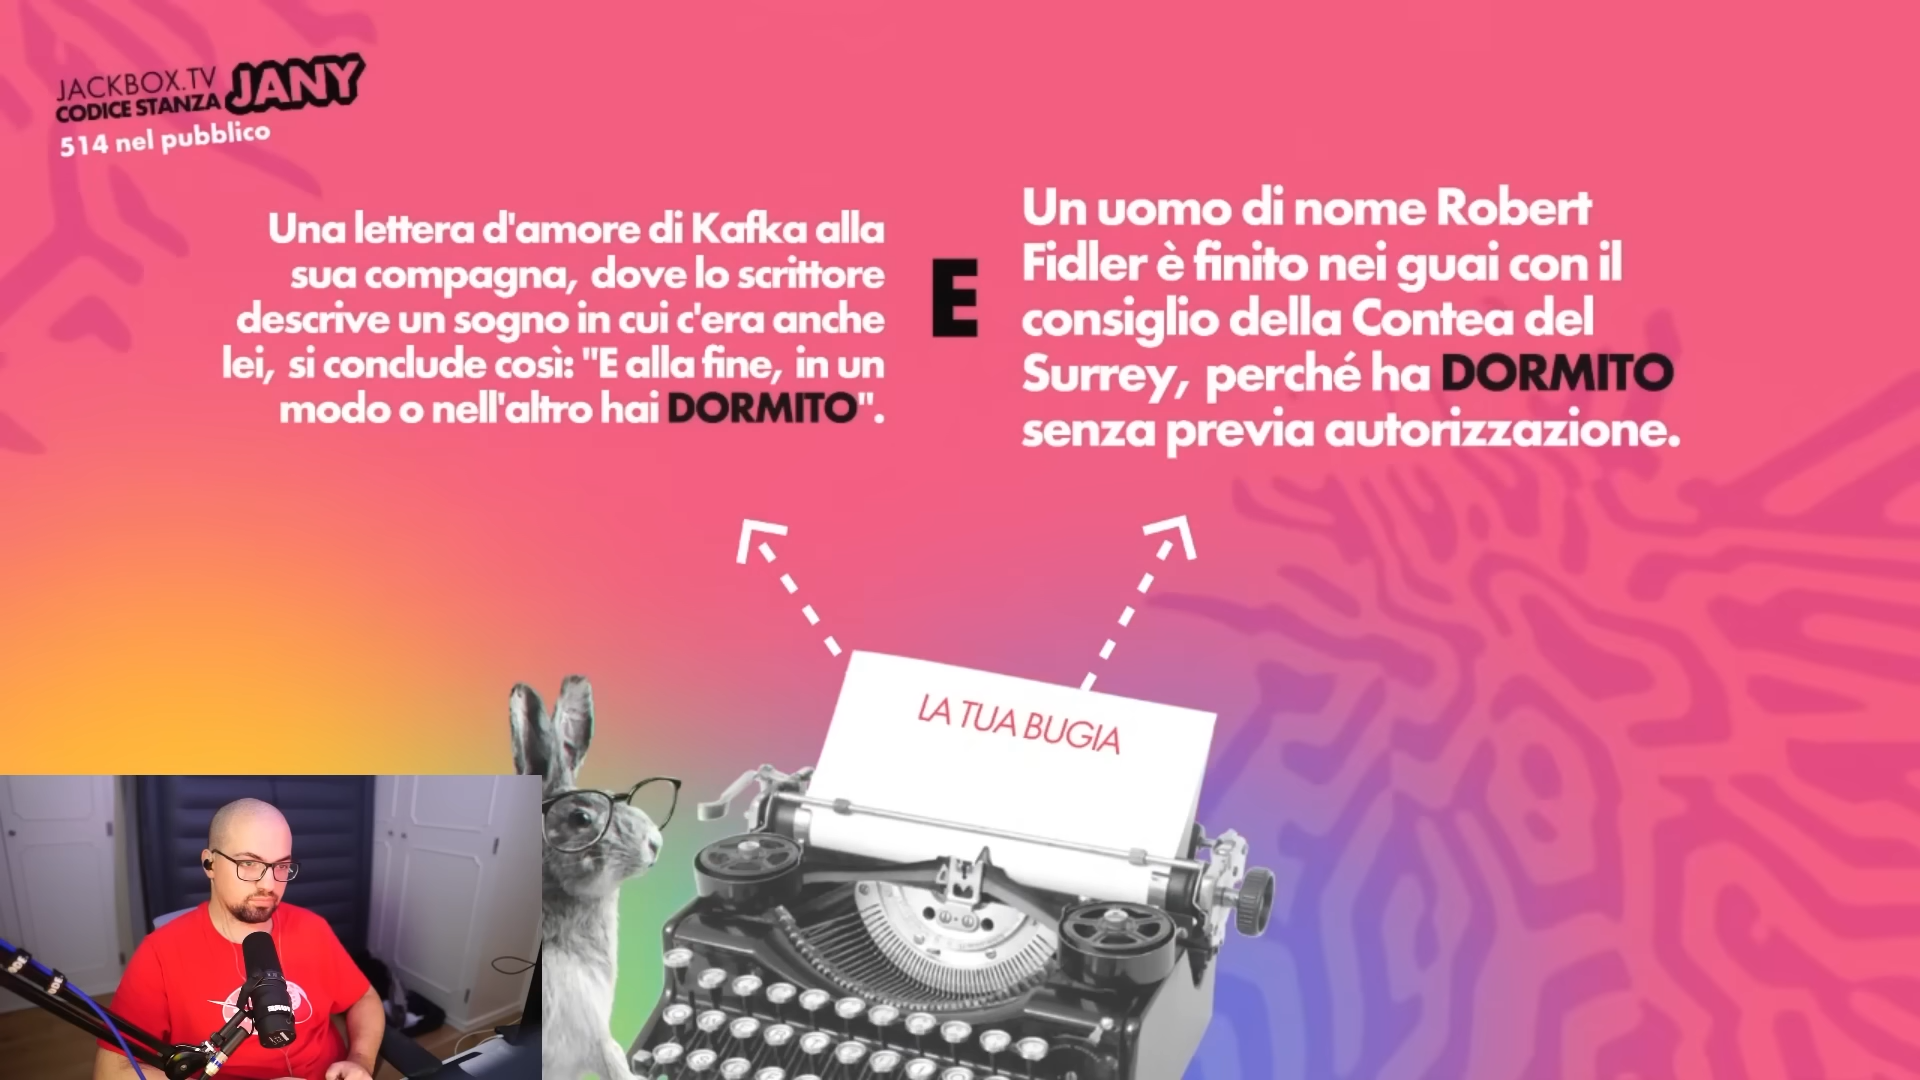 JACKBOX.TV
CODICE STANZA JANY
514 nel pubblico
Una lettera d'amore di Kafka alla
sua compagna, dove lo scrittore
descrive un sogno in cui c'era anche
lei, si conclude così: "E alla fine, in un
modo o nell'altro hai DORMITO".
E
Un uomo di nome Robert
Fidler è finito nei guai con il
consiglio della Contea del
Surrey, perché ha DORMITO
senza previa autorizzazione.
LA TUA BUGIA